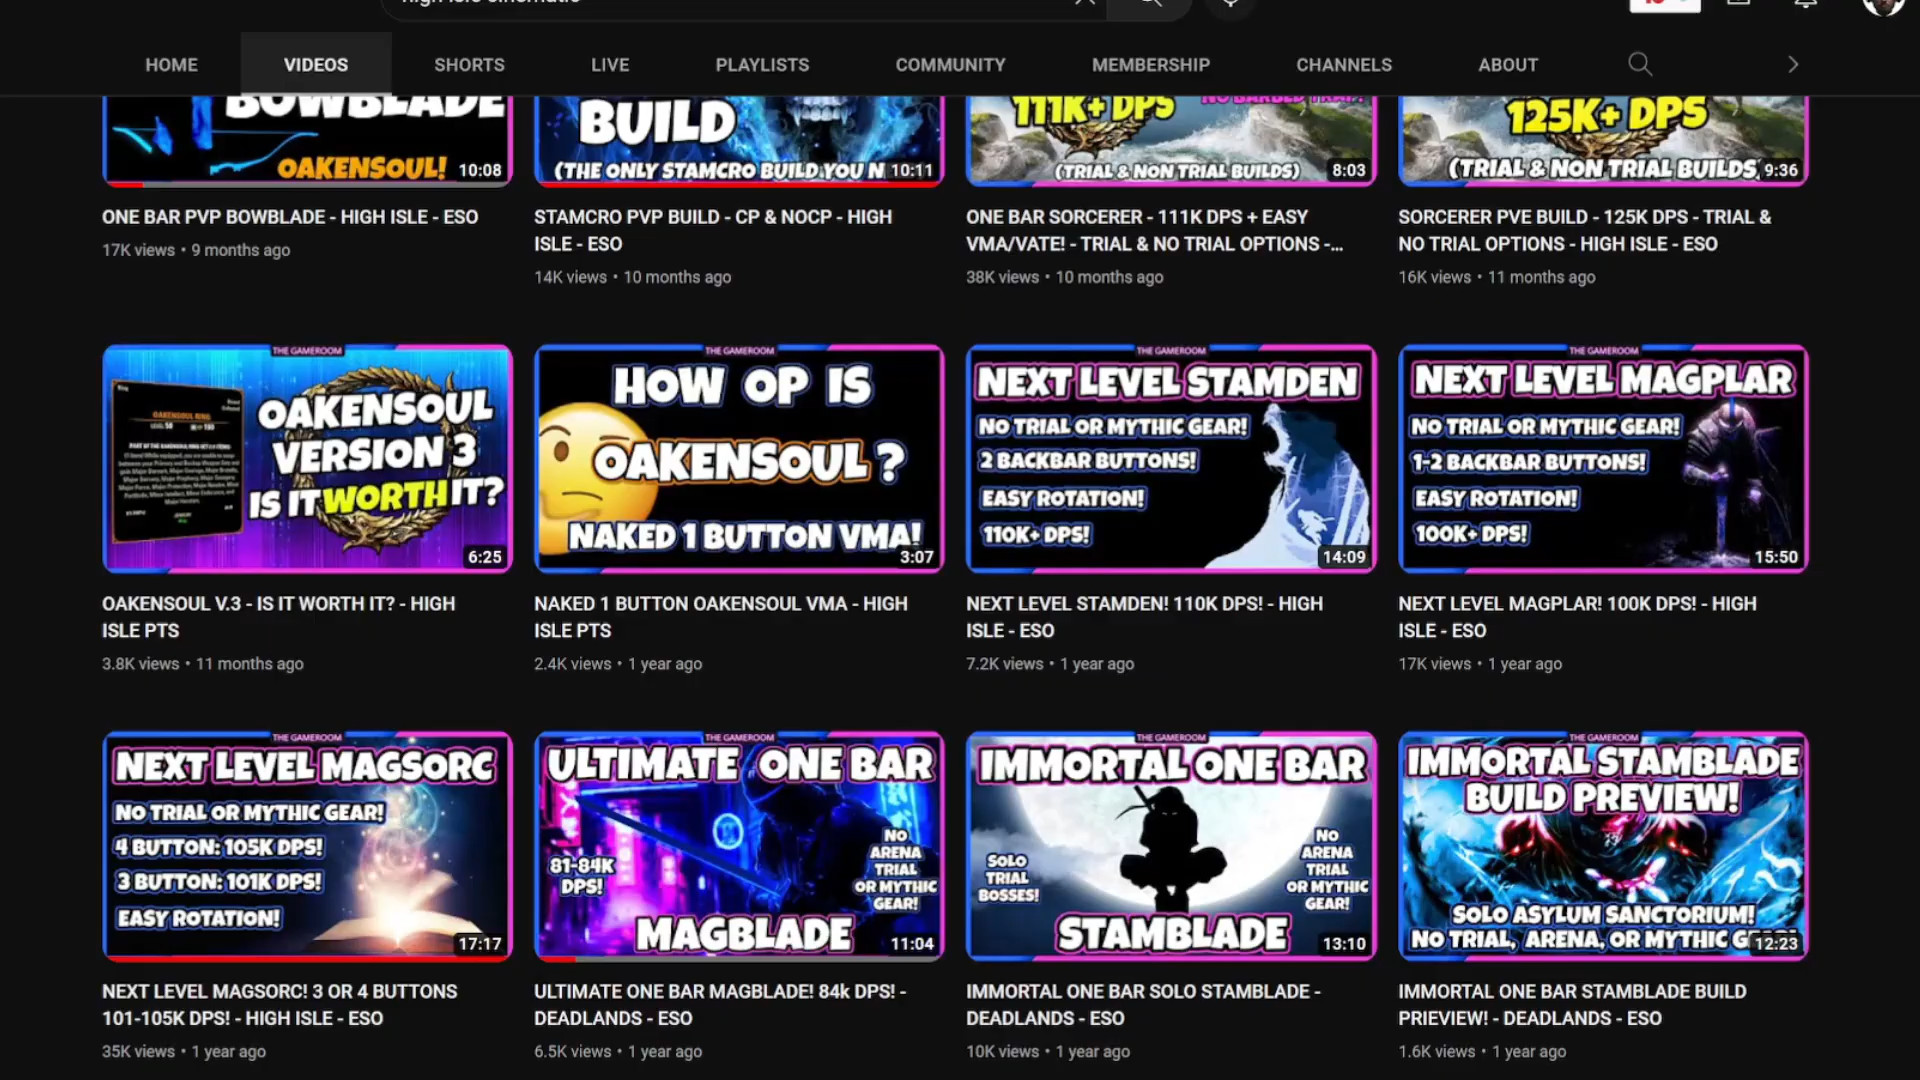 HOME VIDEOS SHORTS LIVE PLAYLISTS COMMUNITY MEMBERSHIP CHANNELS ABOUT
BOWBLADE
OAKENSOUL!
10:08
BUILD
(THE ONLY STAMCRO BUILD YOU N
10:11
111K+ DPS
NO BARBED TRAP!
(TRIAL & NON TRIAL BUILDS)
8:03
125K+ DPS
(TRIAL & NON TRIAL BUILDS
9:36
ONE BAR PVP BOWBLADE - HIGH ISLE - ESO
17K views • 9 months ago
STAMCRO PVP BUILD - CP & NOCP - HIGH
ISLE - ESO
14K views • 10 months ago
ONE BAR SORCERER - 111K DPS + EASY
VMA/VATE! - TRIAL & NO TRIAL OPTIONS -...
38K views • 10 months ago
SORCERER PVE BUILD - 125K DPS - TRIAL &
NO TRIAL OPTIONS - HIGH ISLE - ESO
16K views • 11 months ago
THE GAMEROOM
OAKENSOUL RING
OAKENSOUL
VERSION 3
IS IT WORTH IT?
6:25
THE GAMEROOM
HOW OP IS
OAKENSOUL?
NAKED 1 BUTTON VMA!
3:07
THE GAMEROOM
NEXT LEVEL STAMDEN
NO TRIAL OR MYTHIC GEAR!
2 BACKBAR BUTTONS!
EASY ROTATION!
110K+ DPS!
14:09
THE GAMEROOM
NEXT LEVEL MAGPLAR
NO TRIAL OR MYTHIC GEAR!
1-2 BACKBAR BUTTONS!
EASY ROTATION!
100K+ DPS!
15:50
OAKENSOUL V.3 - IS IT WORTH IT? - HIGH
ISLE PTS
3.8K views • 11 months ago
NAKED 1 BUTTON OAKENSOUL VMA - HIGH
ISLE PTS
2.4K views • 1 year ago
NEXT LEVEL STAMDEN! 110K DPS! - HIGH
ISLE - ESO
7.2K views • 1 year ago
NEXT LEVEL MAGPLAR! 100K DPS! - HIGH
ISLE - ESO
17K views • 1 year ago
THE GAMEROOM
NEXT LEVEL MAGSORC
NO TRIAL OR MYTHIC GEAR!
4 BUTTON: 105K DPS!
3 BUTTON: 101K DPS!
EASY ROTATION!
17:17
THE GAMEROOM
ULTIMATE ONE BAR
81-84K
DPS!
NO
ARENA
TRIAL
OR MYTHIC
GEAR!
MAGBLADE
11:04
THE GAMEROOM
IMMORTAL ONE BAR
SOLO
TRIAL
BOSSES!
NO
ARENA
TRIAL
OR MYTHIC
GEAR!
STAMBLADE
13:10
THE GAMEROOM
IMMORTAL STAMBLADE
BUILD PREVIEW!
SOLO ASYLUM SANCTORIUM!
NO TRIAL, ARENA, OR MYTHIC G
12:23
NEXT LEVEL MAGSORC! 3 OR 4 BUTTONS
101-105K DPS! - HIGH ISLE - ESO
35K views • 1 year ago
ULTIMATE ONE BAR MAGBLADE! 84k DPS! -
DEADLANDS - ESO
6.5K views • 1 year ago
IMMORTAL ONE BAR SOLO STAMBLADE -
DEADLANDS - ESO
10K views • 1 year ago
IMMORTAL ONE BAR STAMBLADE BUILD
PRIEVIEW! - DEADLANDS - ESO
1.6K views • 1 year ago